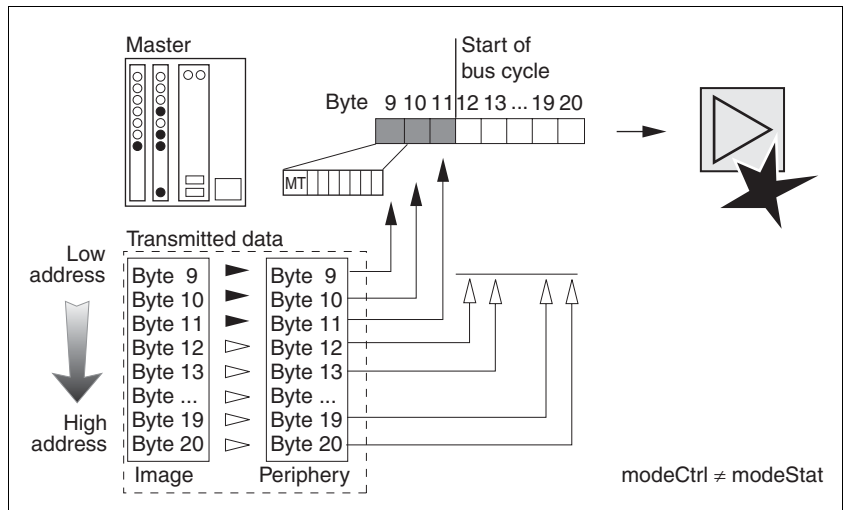 Master
Start of
bus cycle
Byte 9 10 11 12 13 ... 19 20
MT
Transmitted data
Low
address
Byte 9 Byte 9
Byte 10 Byte 10
Byte 11 Byte 11
Byte 12 Byte 12
Byte 13 Byte 13
Byte ... Byte ...
Byte 19 Byte 19
Byte 20 Byte 20
High
address
Image Periphery
modeCtrl ≠ modeStat